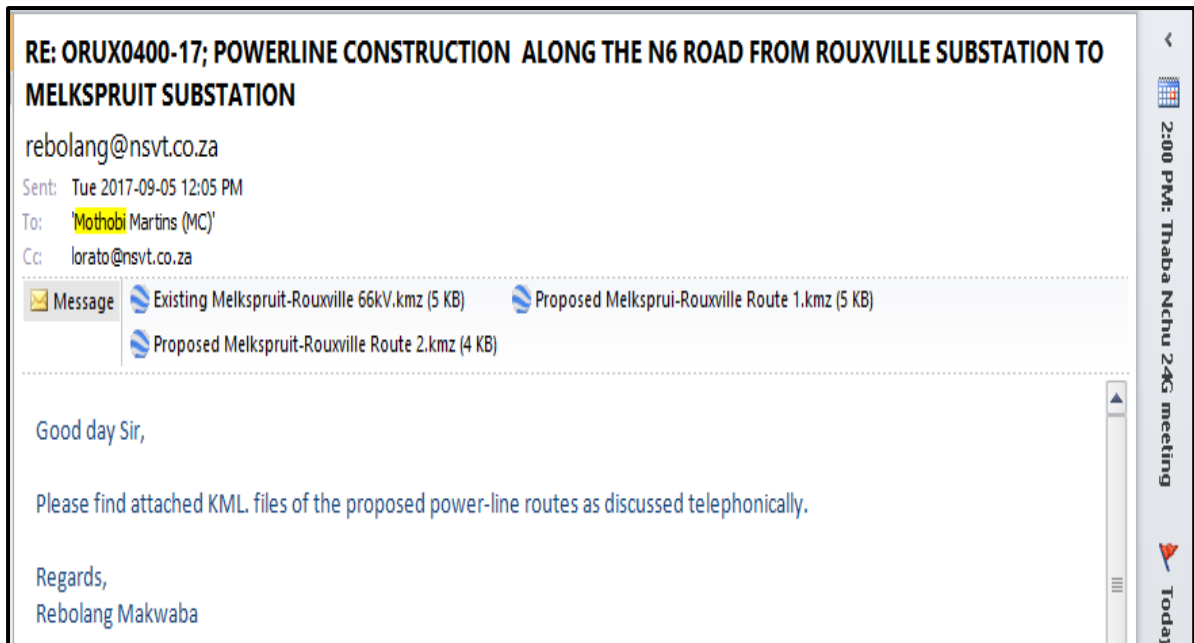 RE: ORUX0400-17; POWERLINE CONSTRUCTION ALONG THE N6 ROAD FROM ROUXVILLE SUBSTATION TO
MELKSPRUIT SUBSTATION
rebolang@nsvt.co.za
Sent: Tue 2017-09-05 12:05 PM
To: 'Mothobi Martins (MC)'
Cc: lorato@nsvt.co.za
Message Existing Melkspruit-Rouxville 66kV.kmz (5 KB) Proposed Melksprui-Rouxville Route 1.kmz (5 KB)
Proposed Melkspruit-Rouxville Route 2.kmz (4 KB)
Good day Sir,
Please find attached KML. files of the proposed power-line routes as discussed telephonically.
Regards,
Rebolang Makwaba
2:00 PM: Thaba Nchu 24G meeting
Today